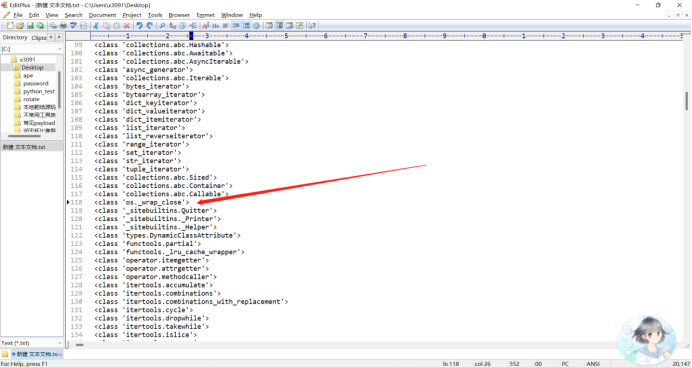 EditPlus - [新建 文本文档.txt - C:\Users\x3091\Desktop]
File Edit View Search Document Project Tools Browser Emmet Window Help
Directory Cliptex
[C:]
x3091
Desktop
ape
password
python_test
rotate
本地靶场源码
不常用工具类
常见payload
新建 文本文档.txt
99 <class 'collections.abc.Hashable'>
100 <class 'collections.abc.Awaitable'>
101 <class 'collections.abc.AsyncIterable'>
102 <class 'async_generator'>
103 <class 'collections.abc.Iterable'>
104 <class 'bytes_iterator'>
105 <class 'bytearray_iterator'>
106 <class 'dict_keyiterator'>
107 <class 'dict_valueiterator'>
108 <class 'dict_itemiterator'>
109 <class 'list_iterator'>
110 <class 'list_reverseiterator'>
111 <class 'range_iterator'>
112 <class 'set_iterator'>
113 <class 'str_iterator'>
114 <class 'tuple_iterator'>
115 <class 'collections.abc.Sized'>
116 <class 'collections.abc.Container'>
117 <class 'collections.abc.Callable'>
118 <class 'os._wrap_close'>
119 <class '_sitebuiltins.Quitter'>
120 <class '_sitebuiltins._Printer'>
121 <class '_sitebuiltins._Helper'>
122 <class 'types.DynamicClassAttribute'>
123 <class 'functools.partial'>
124 <class 'functools._lru_cache_wrapper'>
125 <class 'operator.itemgetter'>
126 <class 'operator.attrgetter'>
127 <class 'operator.methodcaller'>
128 <class 'itertools.accumulate'>
129 <class 'itertools.combinations'>
130 <class 'itertools.combinations_with_replacement'>
131 <class 'itertools.cycle'>
132 <class 'itertools.dropwhile'>
133 <class 'itertools.takewhile'>
134 <class 'itertools.islice'>
Text (*.txt)
新建 文本文档.txt
For Help, press F1
ln 118 col 26 552 00 PC ANSI 20,147